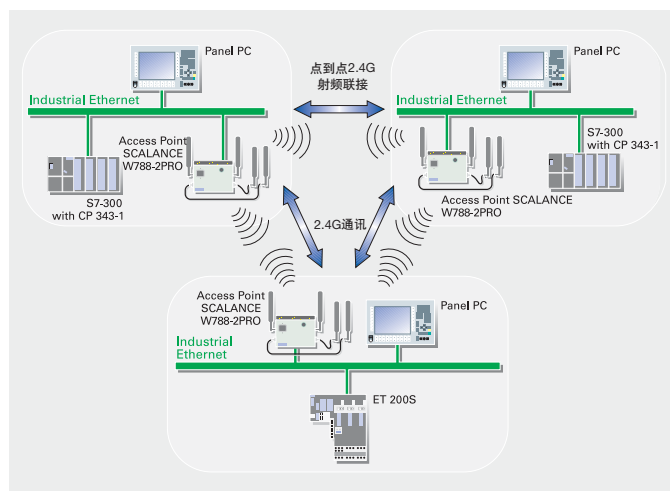 Panel PC
点到点2.4G
射频联接
Panel PC
Industrial Ethernet
Industrial Ethernet
Access Point
SCALANCE
W788-2PRO
S7-300
with CP 343-1
S7-300
with CP 343-1
Access Point SCALANCE
W788-2PRO
2.4G通讯
Access Point
SCALANCE
W788-2PRO
Panel PC
Industrial
Ethernet
ET 200S